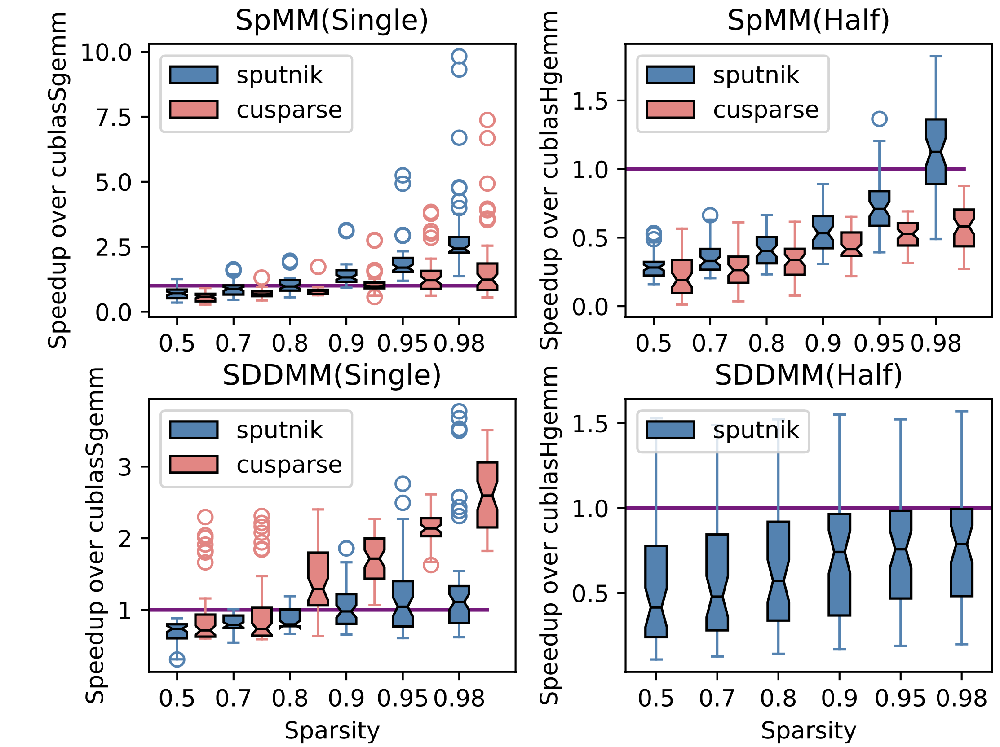 SpMM(Single)
Speedup over cublasSgemm
10.0
7.5
5.0
2.5
0.0
sputnik
cusparse
0.5 0.7 0.8 0.9 0.95 0.98
SpMM(Half)
Speedup over cublasHgemm
1.5
1.0
0.5
0.0
sputnik
cusparse
0.5 0.7 0.8 0.9 0.95 0.98
SDDMM(Single)
Speedup over cublasSgemm
3
2
1
sputnik
cusparse
0.5 0.7 0.8 0.9 0.95 0.98
Sparsity
SDDMM(Half)
Speedup over cublasHgemm
1.5
1.0
0.5
sputnik
0.5 0.7 0.8 0.9 0.95 0.98
Sparsity